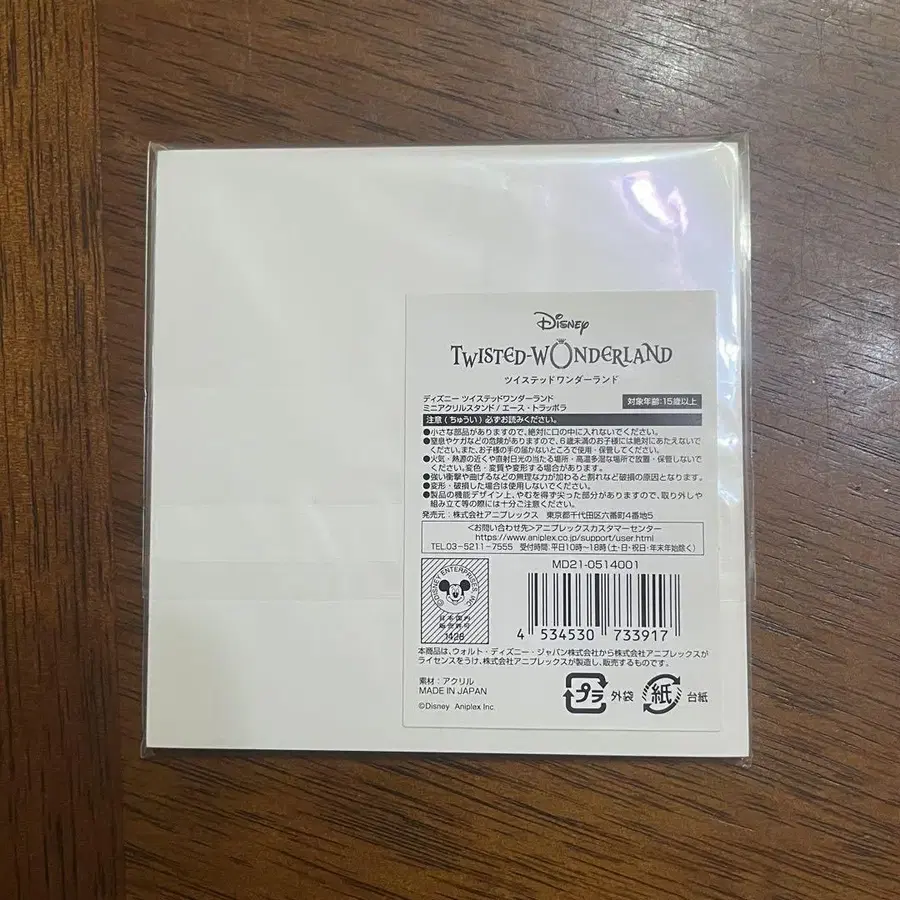 Disney
TWISTED-WONDERLAND
ツイステッドワンダーランド
ディズニー ツイステッドワンダーランド
ミニアクリルスタンド/エース・トラッポラ
対象年齢:15歳以上
注意(ちゅうい)必ずお読みください。
●小さな部品がありますので、絶対に口の中に入れないでください。
●窒息やケガなどの危険がありますので、6歳未満のお子様には絶対にあたえないで
ください。また、お子様の手の届かないところで使用・保管してください。
●火気・熱源の近くや直射日光の当たる場所・高温多湿な場所で放置・保管しないで
ください。変色・変質や変形する場合があります。
●強い衝撃や曲げるなどの無理な力が加わると割れなど破損の原因となります。
●変形・破損した場合は使用しないでください。
●製品の機能デザイン上、やむを得ず尖った部分がありますので、取り外しや
組み立て等の際には十分ご注意ください。
発売元:株式会社アニプレックス 東京都千代田区六番町4番地5
<お問い合わせ先>アニプレックスカスタマーセンター
https://www.aniplex.co.jp/support/user.html
TEL.03-5211-7555 受付時間:平日10時〜18時(土・日・祝日・年末年始除く)
MD21-0514001
©DISNEY ENTERPRISES INC.
日本国内
販売許可
1428
4 534530 733917
本商品は、ウォルト・ディズニー・ジャパン株式会社から株式会社アニプレックスが
ライセンスをうけ、株式会社アニプレックスが製造し、販売するものです。
素材:アクリル
MADE IN JAPAN
©Disney Aniplex Inc
プラ 外袋
紙 台紙